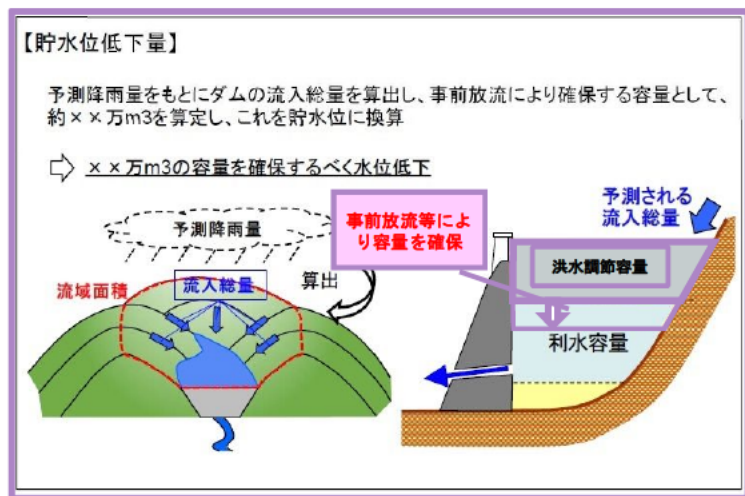 【貯水位低下量】
予測降雨量をもとにダムの流入総量を算出し、事前放流により確保する容量として、
約××万m3を算定し、これを貯水位に換算
⇨ ××万m3の容量を確保するべく水位低下
予測降雨量
流域面積
流入総量
算出
事前放流等によ
り容量を確保
予測される
流入総量
洪水調節容量
利水容量